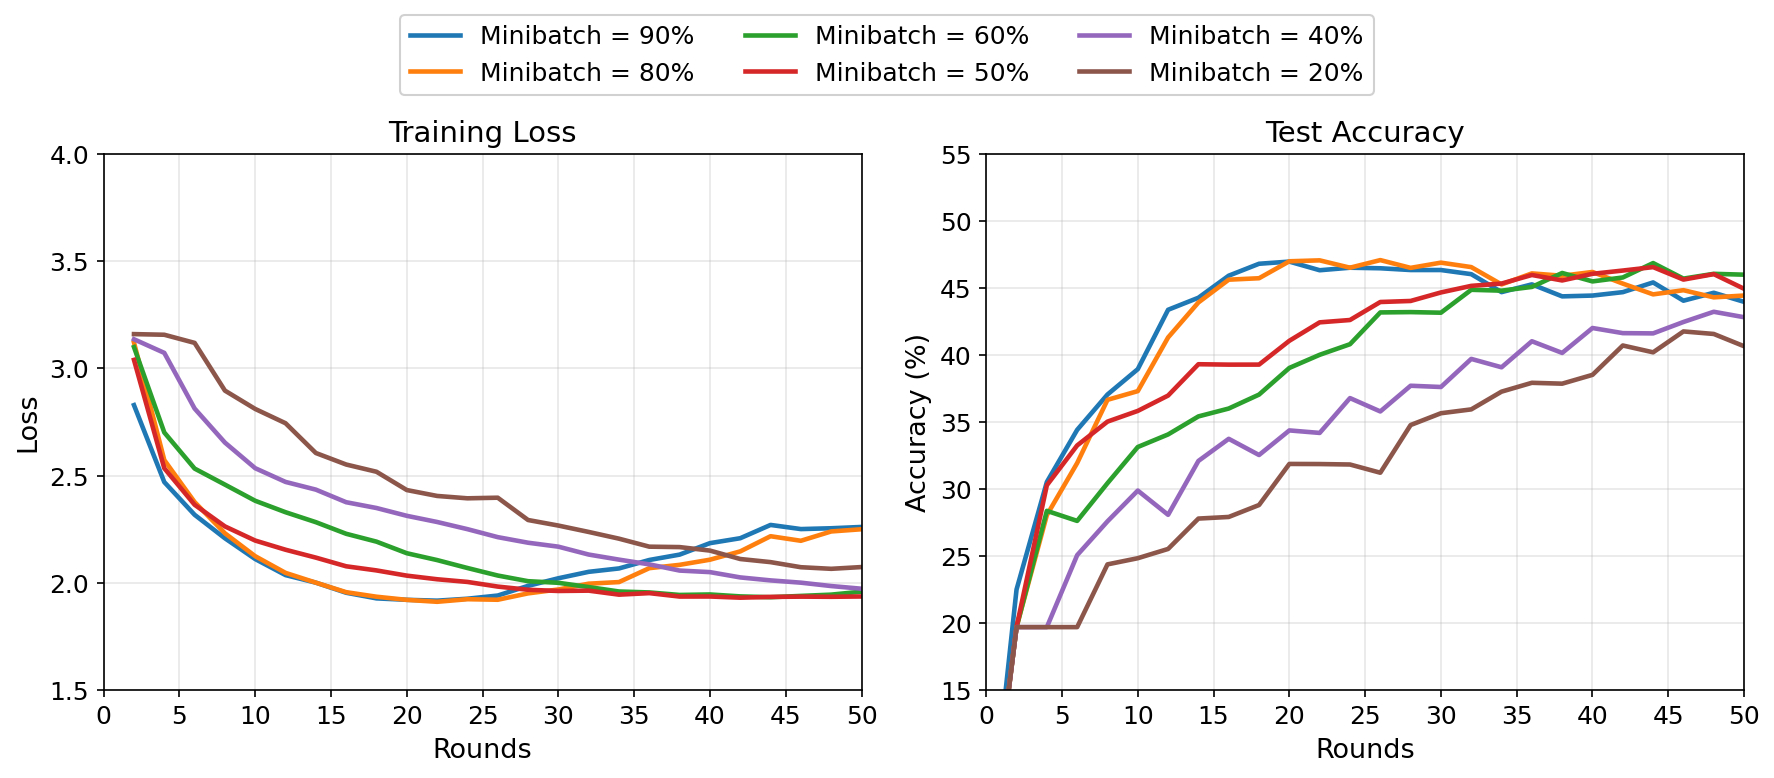 Minibatch = 90% Minibatch = 60% Minibatch = 40%
Minibatch = 80% Minibatch = 50% Minibatch = 20%
Training Loss
4.0
3.5
3.0
2.5
2.0
1.5
Loss
0 5 10 15 20 25 30 35 40 45 50
Rounds
Test Accuracy
55
50
45
40
35
30
25
20
15
Accuracy (%)
0 5 10 15 20 25 30 35 40 45 50
Rounds